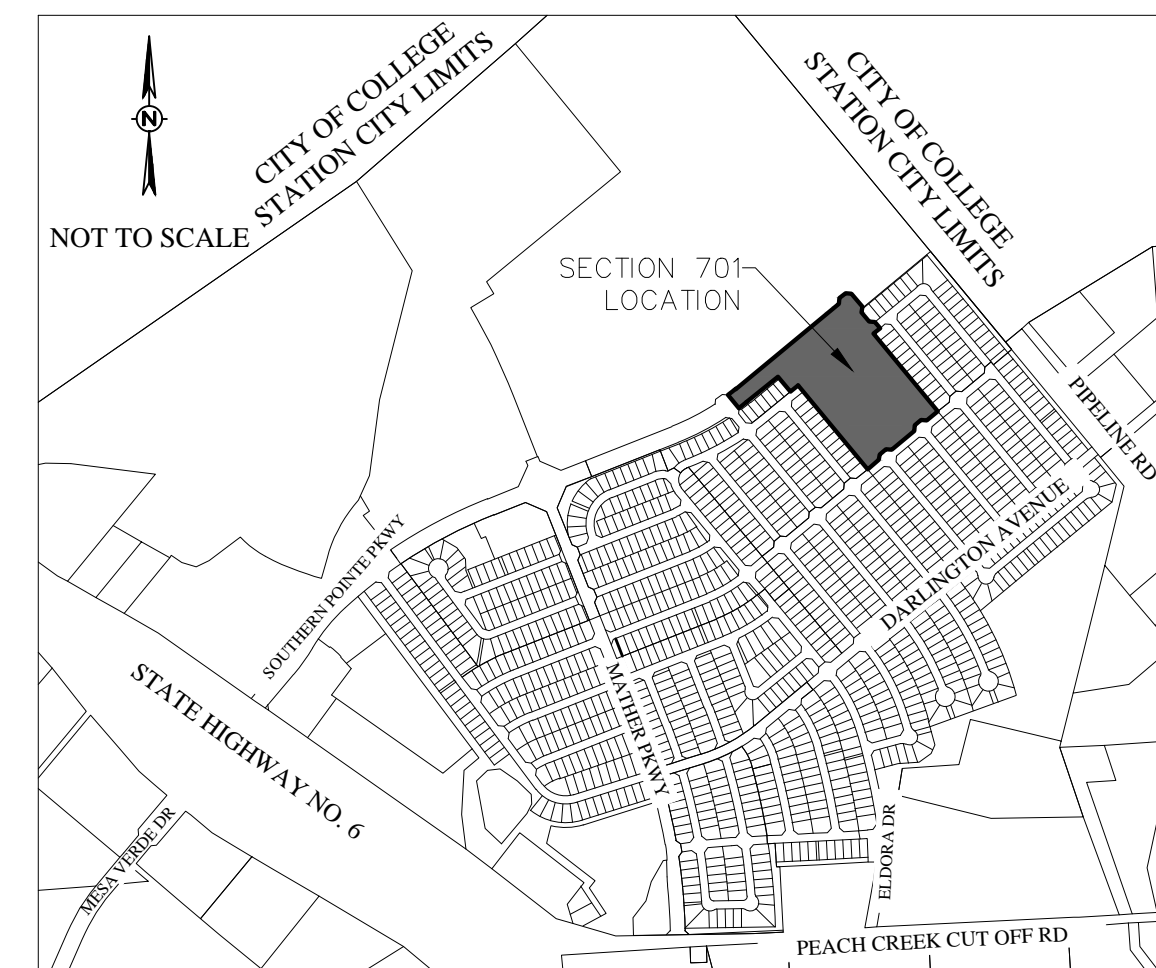 CITY OF COLLEGE
STATION CITY LIMITS
CITY OF COLLEGE
STATION CITY LIMITS
N
NOT TO SCALE
SECTION 701
LOCATION
PIPELINE RD
DARLINGTON AVENUE
SOUTHERN POINTE PKWY
STATE HIGHWAY NO. 6
MATHER PKWY
MESA VERDE DR
ELDORA DR
PEACH CREEK CUT OFF RD